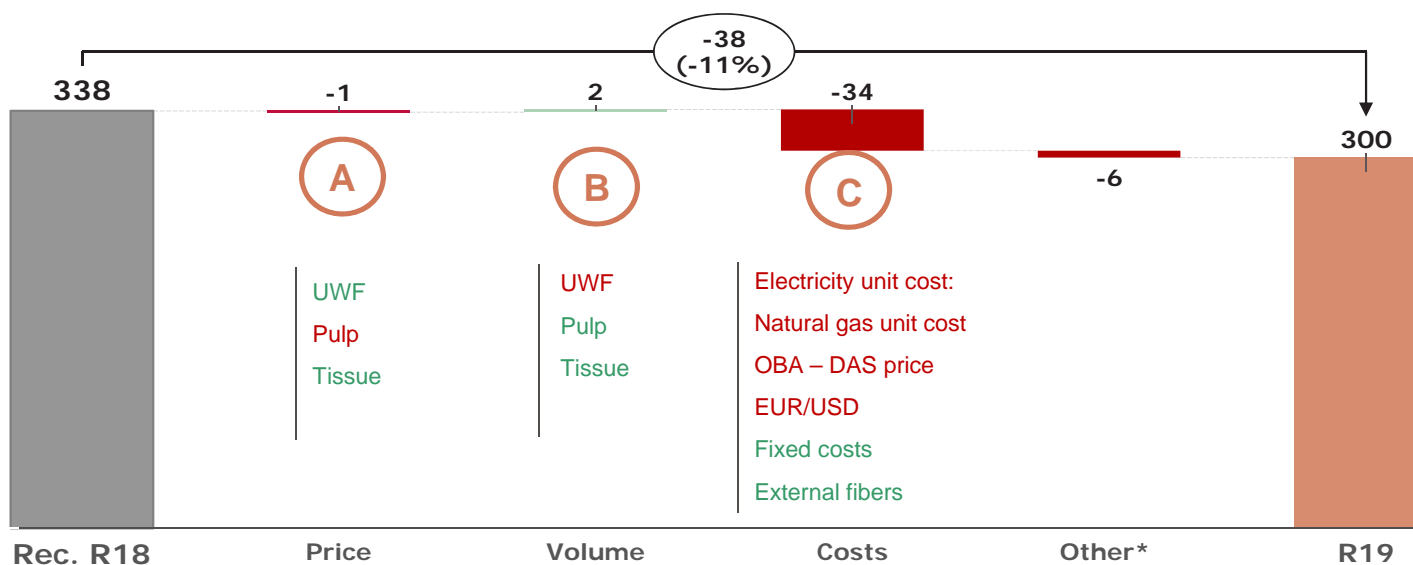 -38
(-11%)
338
-1
2
-34
-6
300
A
B
C
UWF
Pulp
Tissue
UWF
Pulp
Tissue
Electricity unit cost:
Natural gas unit cost
OBA – DAS price
EUR/USD
Fixed costs
External fibers
Rec. R18
Price
Volume
Costs
Other*
R19